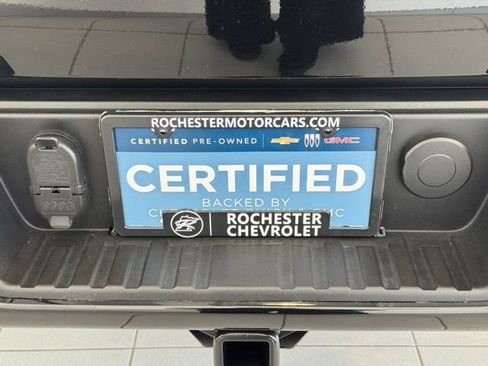 ROCHESTERMOTORCARS.COM
CERTIFIED PRE-OWNED | GMC
CERTIFIED
BACKED BY
ROCHESTER
CHEVROLET